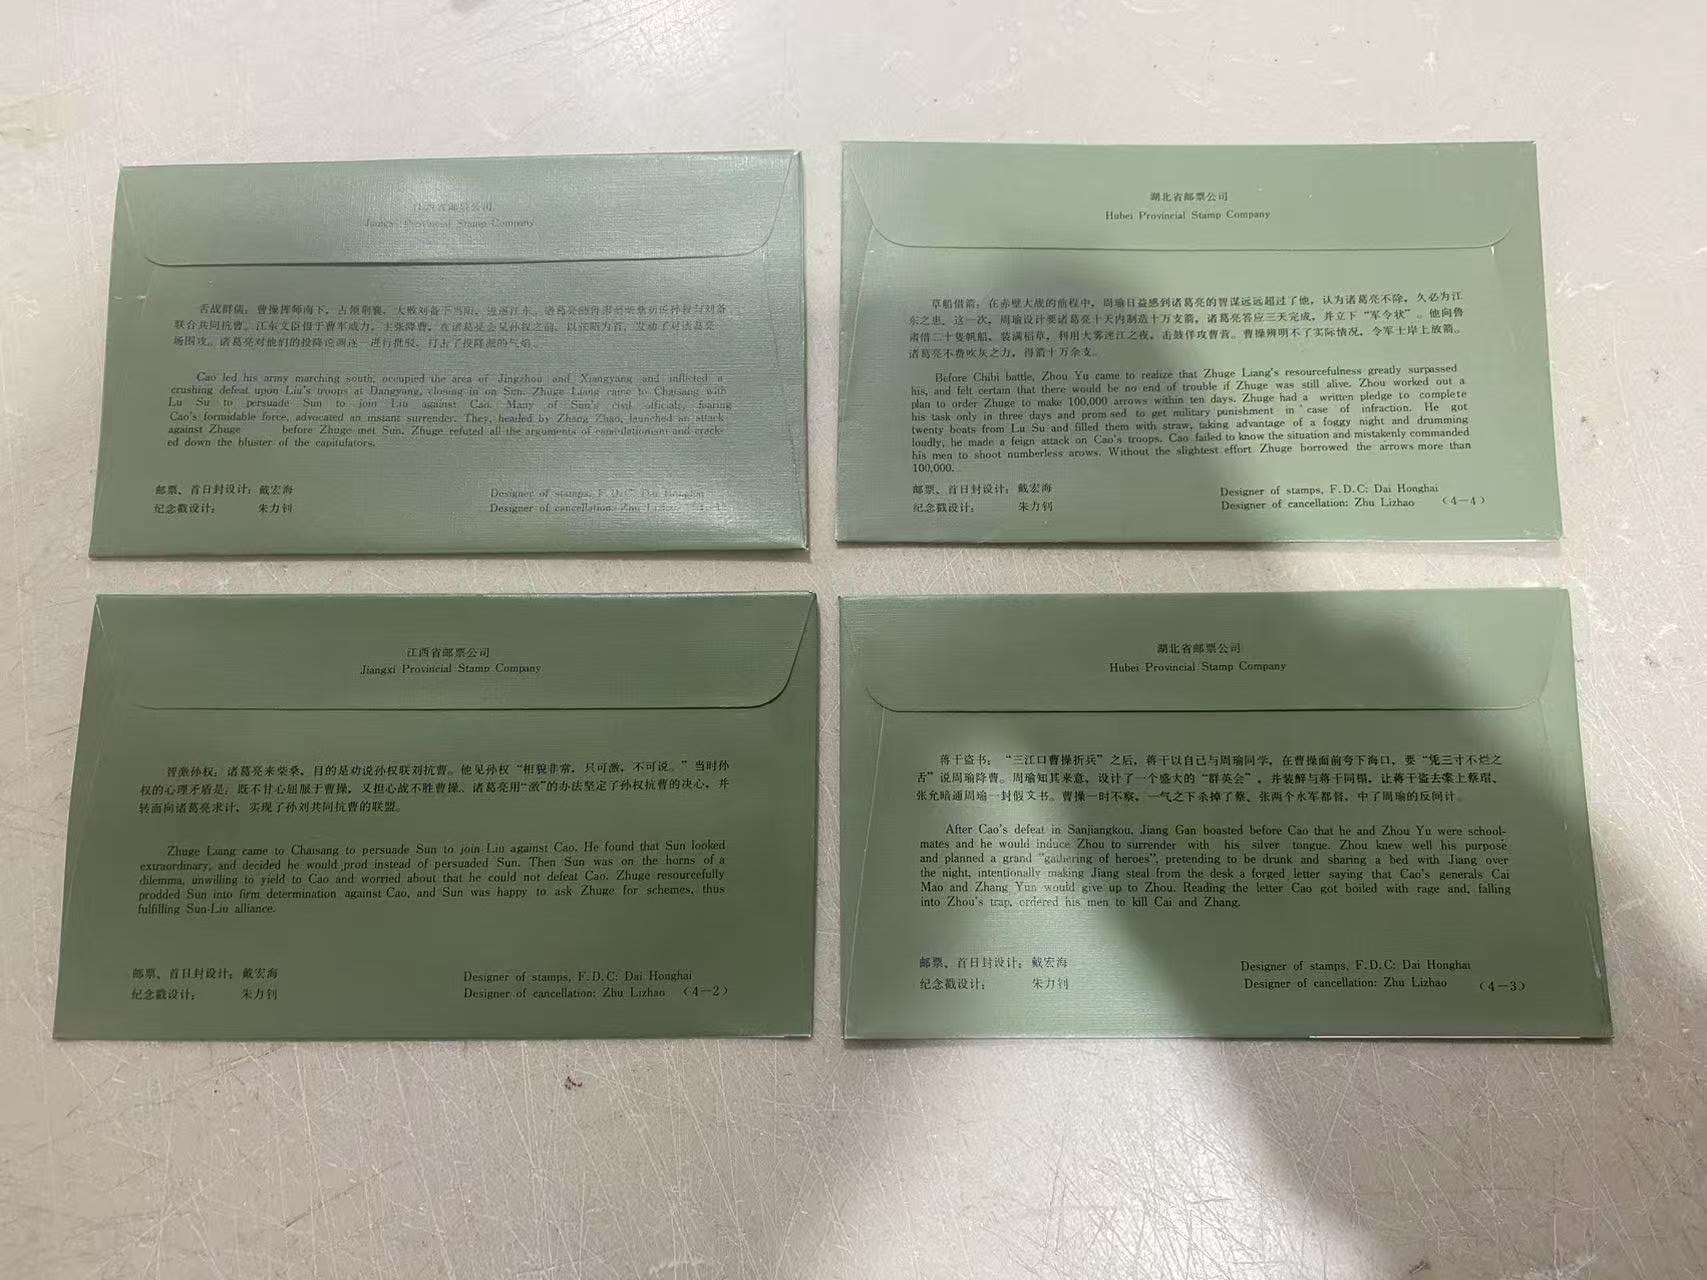 江西省邮票公司
Jiangxi Provincial Stamp Company
舌战群儒：曹操挥师南下，占领荆襄，大败刘备于当阳，进逼江东。诸葛亮劝说孙权与刘备
联合共同抗曹。江东文臣慑于曹军威力，主张降曹，在诸葛亮会见孙权之前，以张昭为首，发动了对诸葛亮
场围攻。诸葛亮对他们的投降论调逐一进行批驳，打击了投降派的气焰。
Cao led his army marching south, occupied the area of Jingzhou and Xiangyang and inflicted a
crushing defeat upon Liu's troops at Dangyang, closing in on Sun. Zhuge Liang came to Chaisang with
Lu Su to persuade Sun to join Liu against Cao. Many of Sun's civil officials, fearing
Cao's formidable force, advocated an instant surrender. They, headed by Zhang Zhao, launched an attack
against Zhuge before Zhuge met Sun. Zhuge refuted all the arguments of capitulationism and crack-
ed down the bluster of the capitulators.
邮票、首日封设计：戴宏海
纪念戳设计： 朱力钊
Designer of stamps, F.D.C: Dai Honghai
Designer of cancellation: Zhu Lizhao
湖北省邮票公司
Hubei Provincial Stamp Company
草船借箭：在赤壁大战的前程中，周瑜日益感到诸葛亮的智谋远远超过了他，认为诸葛亮不除，久必为江
东之患。这一次，周瑜设计要诸葛亮十天内制造十万支箭，诸葛亮答应三天完成，并立下“军令状”。他向鲁
肃借二十隻帆船，装满稻草，利用大雾迷江之夜，击鼓佯攻曹营。曹操辨明不了实际情况，令军士岸上放箭。
诸葛亮不费吹灰之力，得箭十万余支。
Before Chibi battle, Zhou Yu came to realize that Zhuge Liang's resourcefulness greatly surpassed
his, and felt certain that there would be no end of trouble if Zhuge was still alive. Zhou worked out a
plan to order Zhuge to make 100,000 arrows within ten days. Zhuge had a written pledge to complete
his task only in three days and prom sed to get military punishment in case of infraction. He got
twenty boats from Lu Su and filled them with straw, taking advantage of a foggy night and drumming
loudly, he made a feign attack on Cao's troops. Cao failed to know the situation and mistakenly commanded
his men to shoot numberless arows. Without the slightest effort Zhuge borrowed the arrows more than
100,000.
邮票、首日封设计：戴宏海
纪念戳设计： 朱力钊
Designer of stamps, F.D.C: Dai Honghai
Designer of cancellation: Zhu Lizhao （4—4）
江西省邮票公司
Jiangxi Provincial Stamp Company
智激孙权：诸葛亮来柴桑，目的是劝说孙权联刘抗曹。他见孙权“相貌非常，只可激，不可说。”当时孙
权的心理矛盾是：既不甘心屈服于曹操，又担心战不胜曹操。诸葛亮用“激”的办法坚定了孙权抗曹的决心，并
转而向诸葛亮求计，实现了孙刘共同抗曹的联盟。
Zhuge Liang came to Chausang to persuade Sun to join Liu against Cao. He found that Sun looked
extraordinary, and decided he would prod instead of persuaded Sun. Then Sun was on the horns of a
dilemma, unwilling to yield to Cao and worried about that he could not defeat Cao. Zhuge resourcefully
prodded Sun into firm determination against Cao, and Sun was happy to ask Zhuge for schemes, thus
fulfilling Sun-Liu alliance.
邮票、首日封设计：戴宏海
纪念戳设计： 朱力钊
Designer of stamps, F.D.C: Dai Honghai
Designer of cancellation: Zhu Lizhao （4—2）
湖北省邮票公司
Hubei Provincial Stamp Company
蒋干盗书：“三江口曹操折兵”之后，蒋干以自己与周瑜同学，在曹操面前夸下海口，要“凭三寸不烂之
舌”说周瑜降曹。周瑜知其来意，设计了一个盛大的“群英会”，并装醉与蒋干同榻，让蒋干盗去案上蔡瑁、
张允暗通周瑜一封假文书。曹操一时不察，一气之下杀掉了蔡、张两个水军都督，中了周瑜的反间计。
After Cao's defeat in Sanjiangkou, Jiang Gan boasted before Cao that he and Zhou Yu were school-
mates and he would induce Zhou to surrender with his silver tongue. Zhou knew well his purpose
and planned a grand "gathering of heroes", pretending to be drunk and sharing a bed with Jiang over
the night, intentionally making Jiang steal from the desk a forged letter saying that Cao's generals Cai
Mao and Zhang Yun would give up to Zhou. Reading the letter Cao got boiled with rage and, falling
into Zhou's trap, ordered his men to kill Cai and Zhang.
邮票、首日封设计：戴宏海
纪念戳设计： 朱力钊
Designer of stamps, F.D.C: Dai Honghai
Designer of cancellation: Zhu Lizhao （4—3）